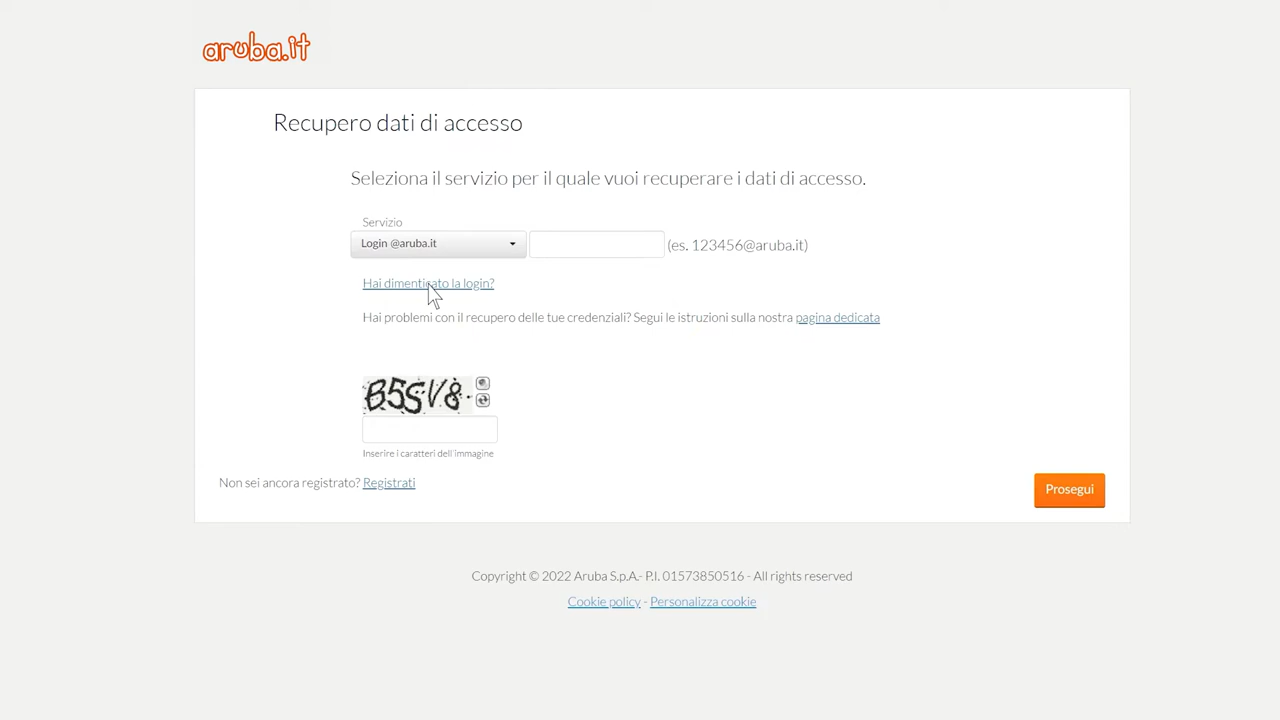 aruba.it
Recupero dati di accesso
Seleziona il servizio per il quale vuoi recuperare i dati di accesso.
Servizio
Login @aruba.it (es. 123456@aruba.it)
Hai dimenticato la login?
Hai problemi con il recupero delle tue credenziali? Segui le istruzioni sulla nostra pagina dedicata
B5SV8
Inserire i caratteri dell'immagine
Non sei ancora registrato? Registrati
Prosegui
Copyright © 2022 Aruba S.p.A.- P.I. 01573850516 - All rights reserved
Cookie policy - Personalizza cookie